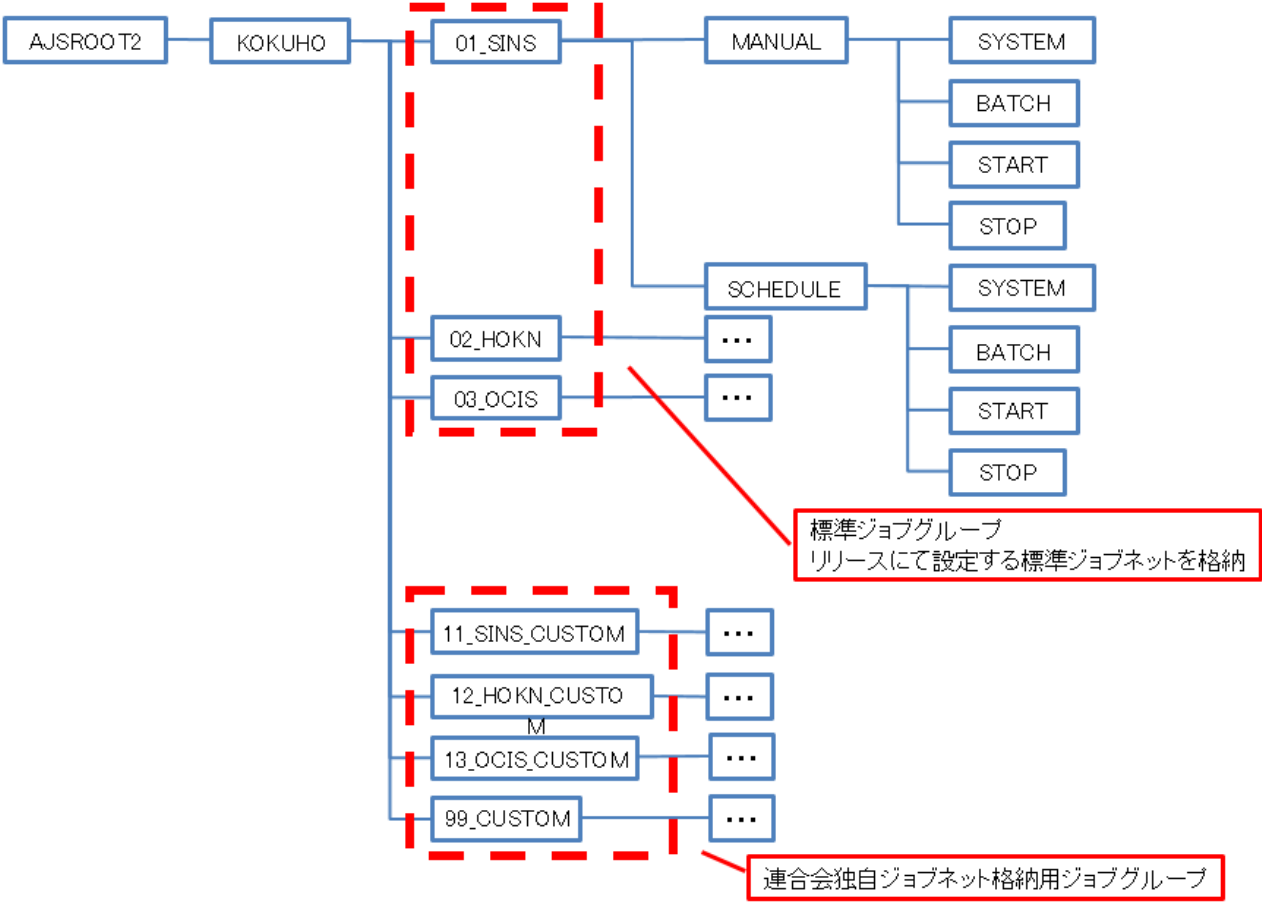 AJSROOT2
KOKUHO
01_SINS
MANUAL
SYSTEM
BATCH
START
STOP
SCHEDULE
SYSTEM
BATCH
START
STOP
02_HOKN
...
03_OCIS
...
標準ジョブグループ
リリースにて設定する標準ジョブネットを格納
11_SINS_CUSTOM
...
12_HOKN_CUSTO
M
...
13_OCIS_CUSTOM
...
99_CUSTOM
...
連合会独自ジョブネット格納用ジョブグループ